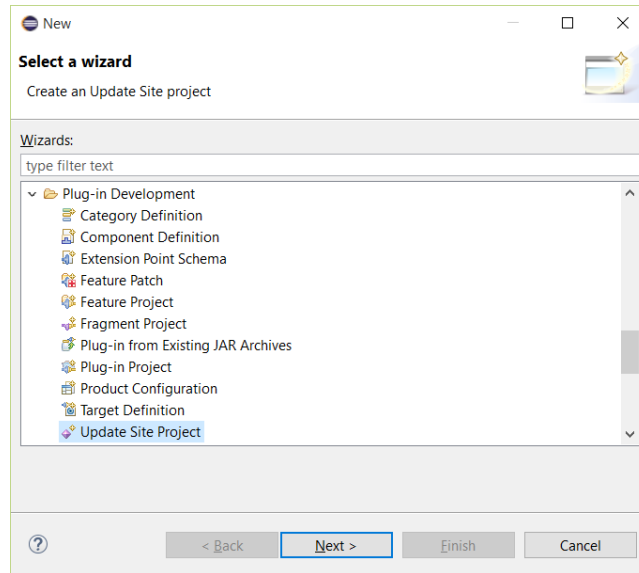 New
Select a wizard
Create an Update Site project
Wizards:
type filter text
Plug-in Development
Category Definition
Component Definition
Extension Point Schema
Feature Patch
Feature Project
Fragment Project
Plug-in from Existing JAR Archives
Plug-in Project
Product Configuration
Target Definition
Update Site Project
< Back Next > Finish Cancel